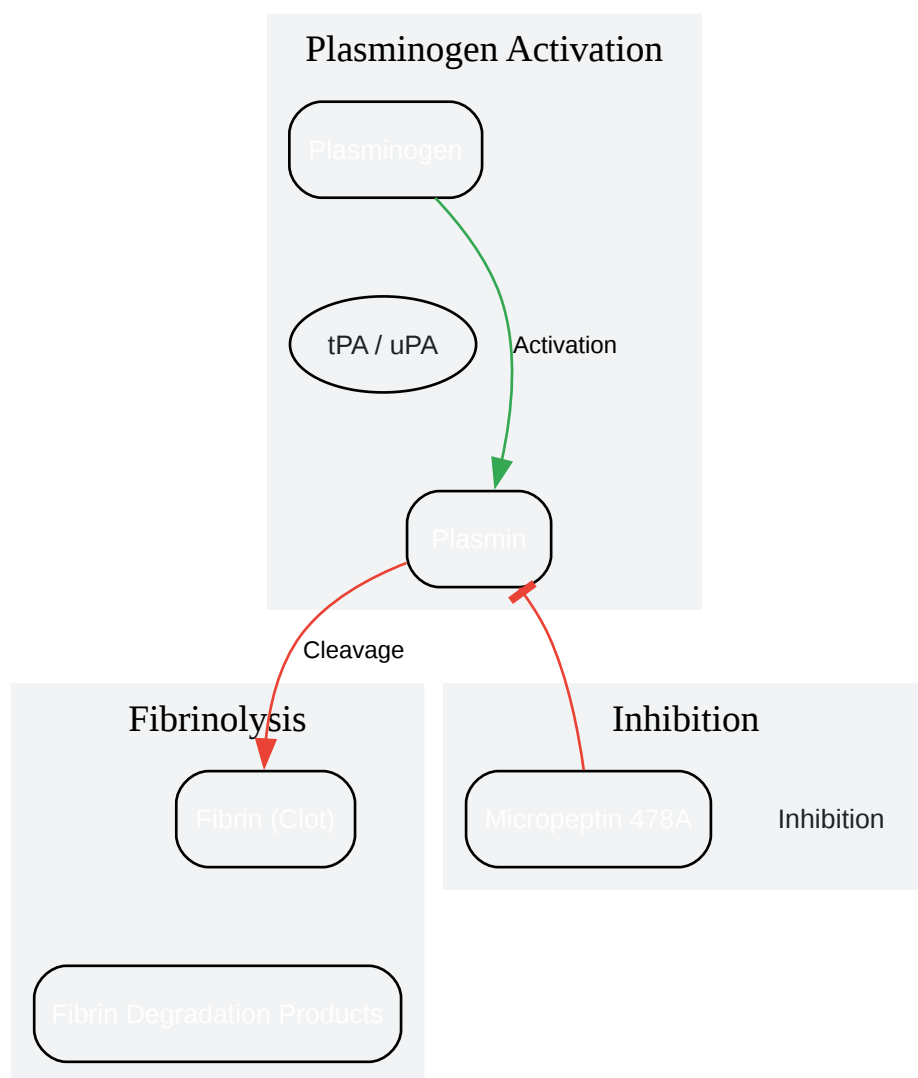 Plasminogen Activation
Plasminogen
tPA / uPA
Activation
Plasmin
Cleavage
Fibrinolysis
Fibrin (Clot)
Fibrin Degradation Products
Inhibition
Micropeptin 478A
Inhibition